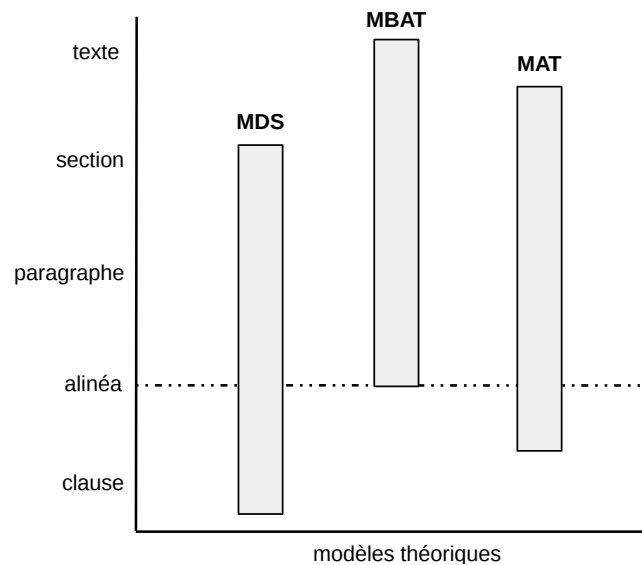 MBAT
texte
MAT
MDS
section
paragraphe
alinéa
clause
modèles théoriques